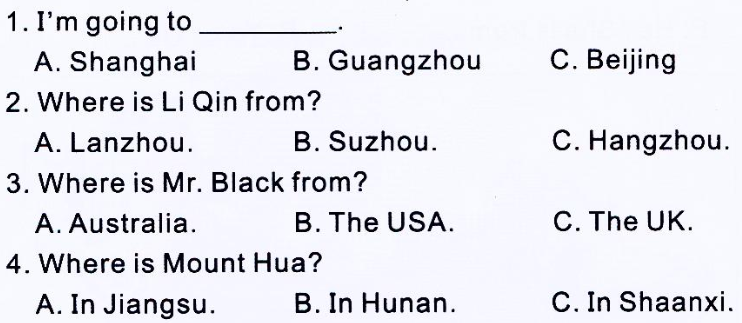 1. I'm going to __________.
A. Shanghai B. Guangzhou C. Beijing
2. Where is Li Qin from?
A. Lanzhou. B. Suzhou. C. Hangzhou.
3. Where is Mr. Black from?
A. Australia. B. The USA. C. The UK.
4. Where is Mount Hua?
A. In Jiangsu. B. In Hunan. C. In Shaanxi.